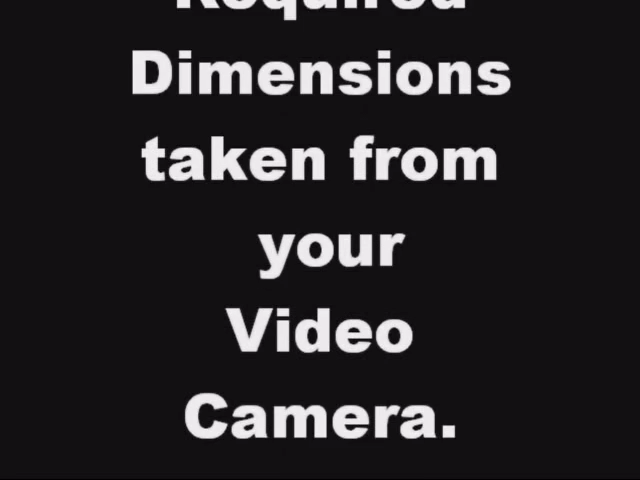 Required
Dimensions
taken from
your
Video
Camera.